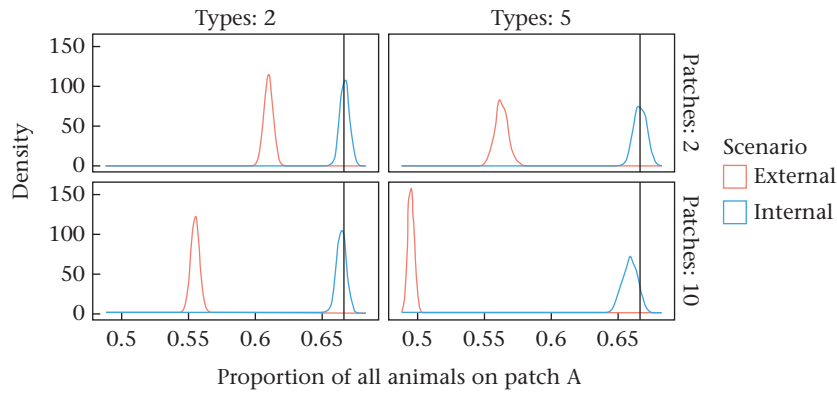 Types: 2
Types: 5
150
100
50
0
Patches: 2
Density
150
100
50
0
Patches: 10
Scenario
External
Internal
0.5 0.55 0.6 0.65
0.5 0.55 0.6 0.65
Proportion of all animals on patch A